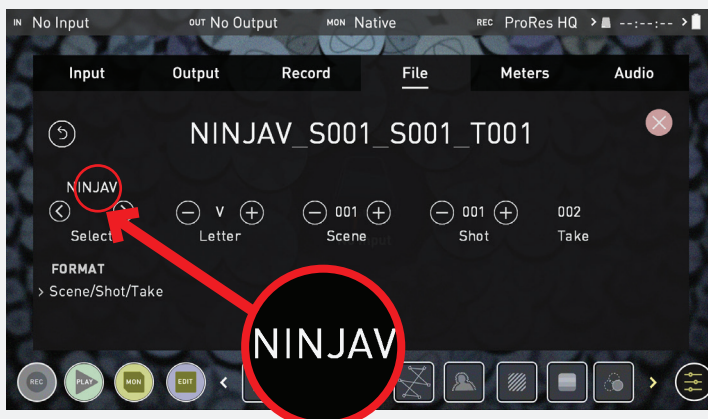 IN No Input OUT No Output MON Native REC ProRes HQ > --:--:-- >
Input Output Record File Meters Audio
NINJAV_S001_S001_T001
NINJAV
V 001 001 002
Select Letter Scene Shot Take
FORMAT
> Scene/Shot/Take
NINJAV
REC PLAY MON EDIT